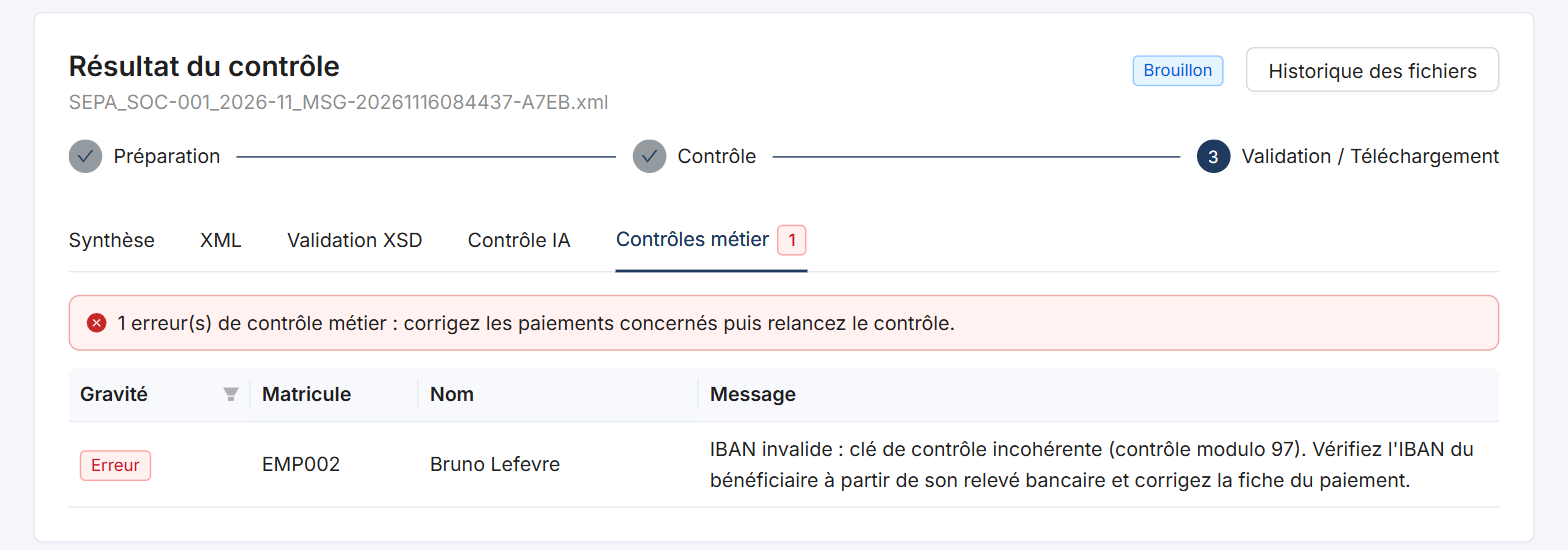 Résultat du contrôle
Brouillon
Historique des fichiers
SEPA_SOC-001_2026-11_MSG-20261116084437-A7EB.xml
Préparation
Contrôle
3 Validation / Téléchargement
Synthèse XML Validation XSD Contrôle IA Contrôles métier 1
1 erreur(s) de contrôle métier : corrigez les paiements concernés puis relancez le contrôle.
Gravité Matricule Nom Message
Erreur EMP002 Bruno Lefevre IBAN invalide : clé de contrôle incohérente (contrôle modulo 97). Vérifiez l'IBAN du
bénéficiaire à partir de son relevé bancaire et corrigez la fiche du paiement.